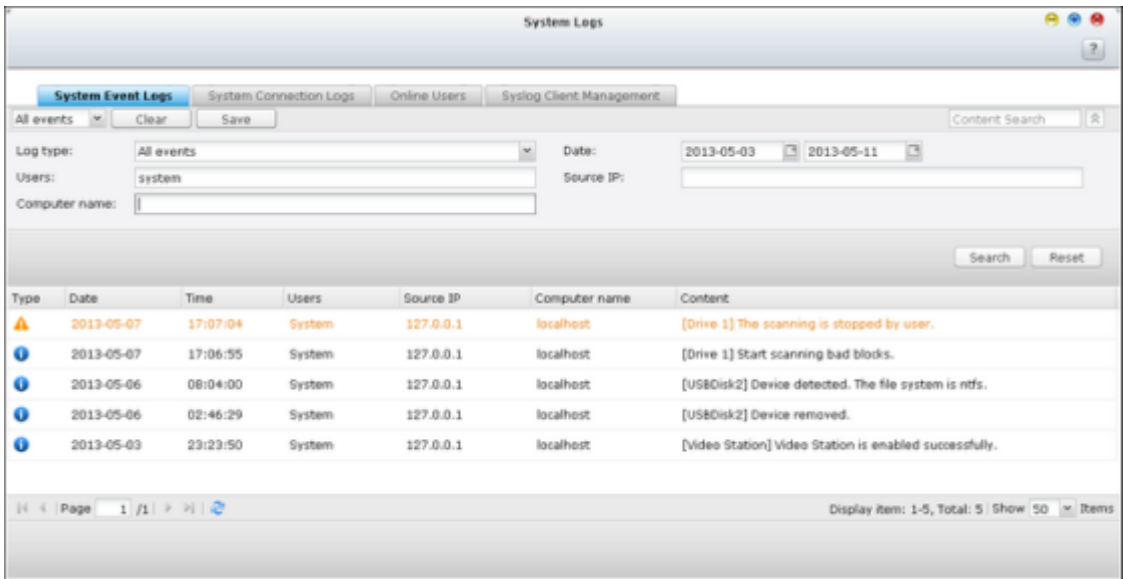 System Logs
?
System Event Logs System Connection Logs Online Users Syslog Client Management
All events Clear Save Content Search
Log type: All events Date: 2013-05-03 2013-05-11
Users: system Source IP:
Computer name:
Search Reset
Type Date Time Users Source IP Computer name Content
2013-05-07 17:07:04 System 127.0.0.1 localhost [Drive 1] The scanning is stopped by user.
2013-05-07 17:06:55 System 127.0.0.1 localhost [Drive 1] Start scanning bad blocks.
2013-05-06 08:04:00 System 127.0.0.1 localhost [USBDisk2] Device detected. The file system is ntfs.
2013-05-06 02:46:29 System 127.0.0.1 localhost [USBDisk2] Device removed.
2013-05-03 23:23:50 System 127.0.0.1 localhost [Video Station] Video Station is enabled successfully.
Page 1 /1 Display item: 1-5, Total: 5 Show 50 Items